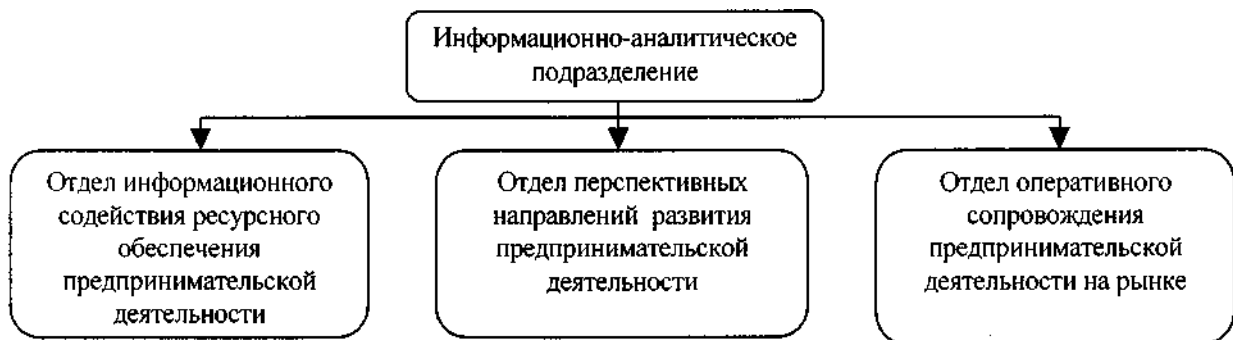 Информационно-аналитическое
подразделение
Отдел информационного
содействия ресурсного
обеспечения
предпринимательской
деятельности
Отдел перспективных
направлений развития
предпринимательской
деятельности
Отдел оперативного
сопровождения
предпринимательской
деятельности на рынке